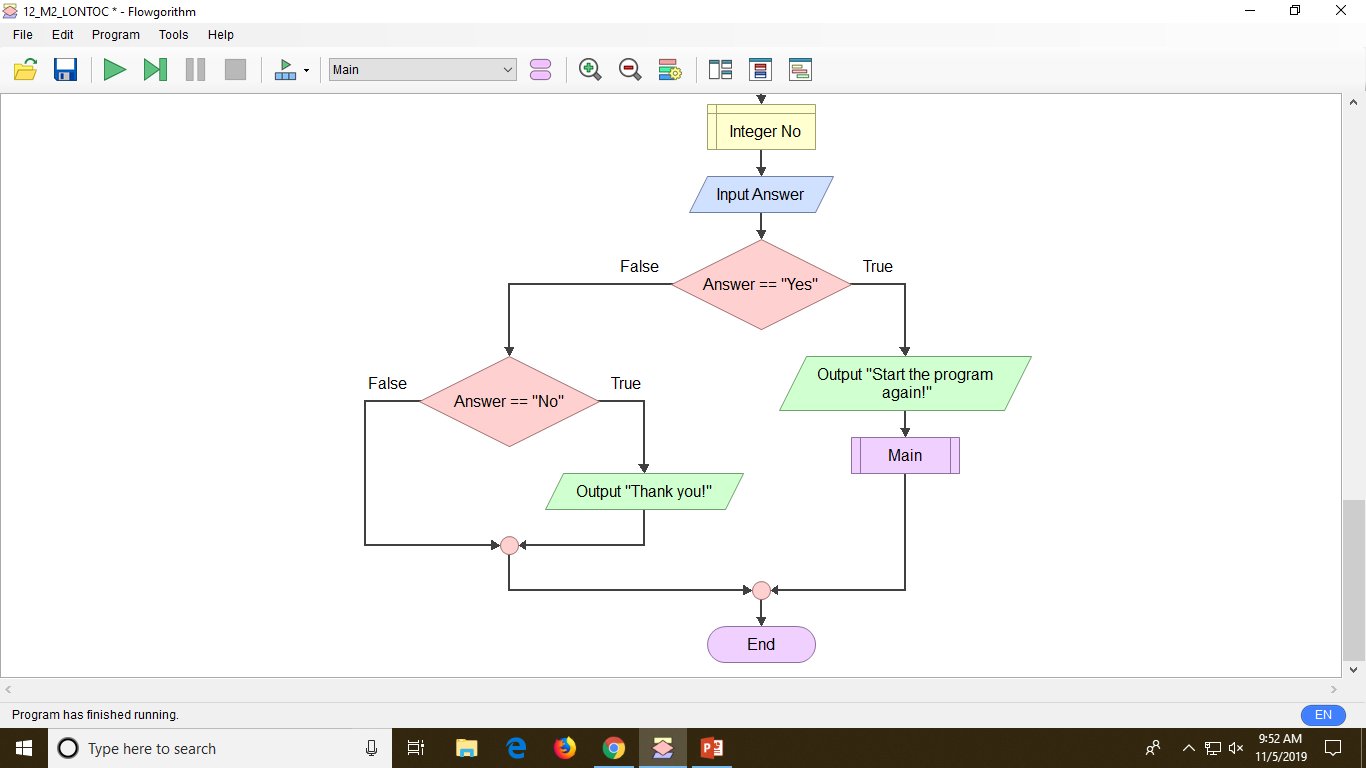 12_M2_LONTOC * - Flowgorithm
File Edit Program Tools Help
Main
Integer No
Input Answer
False
True
Answer == "Yes"
False
True
Answer == "No"
Output "Start the program
again!"
Main
Output "Thank you!"
End
Program has finished running.
EN
Type here to search
9:52 AM
11/5/2019